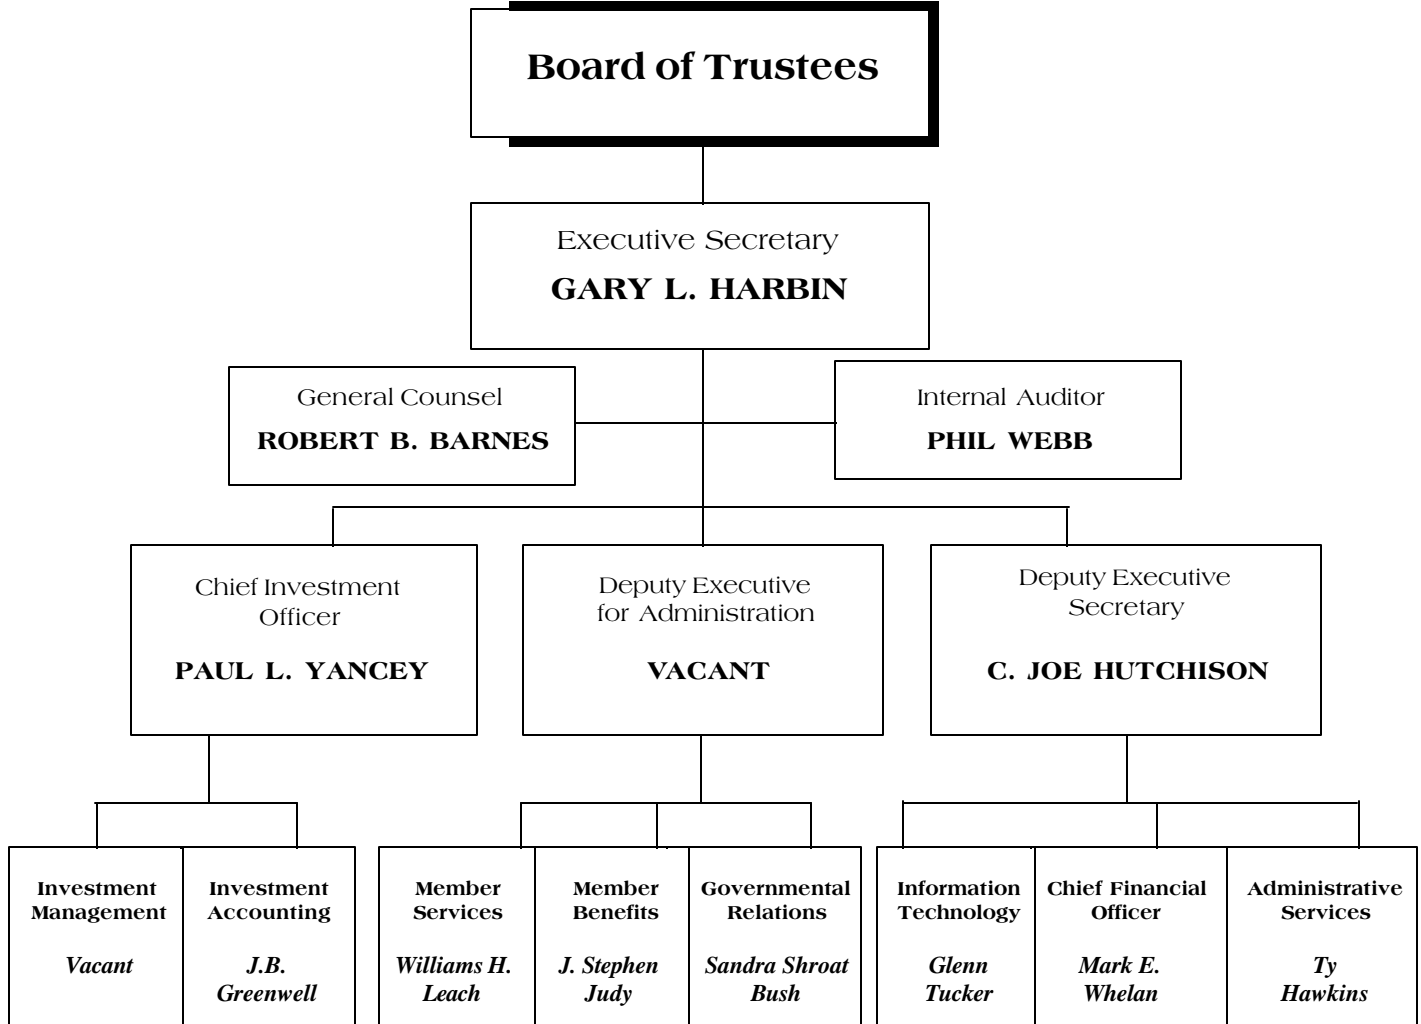 Board of Trustees
Executive Secretary
GARY L. HARBIN
General Counsel
ROBERT B. BARNES
Internal Auditor
PHIL WEBB
Chief Investment
Officer
PAUL L. YANCEY
Deputy Executive
for Administration
VACANT
Deputy Executive
Secretary
C. JOE HUTCHISON
Investment
Management
Vacant
Investment
Accounting
J.B.
Greenwell
Member
Services
Williams H.
Leach
Member
Benefits
J. Stephen
Judy
Governmental
Relations
Sandra Shroat
Bush
Information
Technology
Glenn
Tucker
Chief Financial
Officer
Mark E.
Whelan
Administrative
Services
Ty
Hawkins